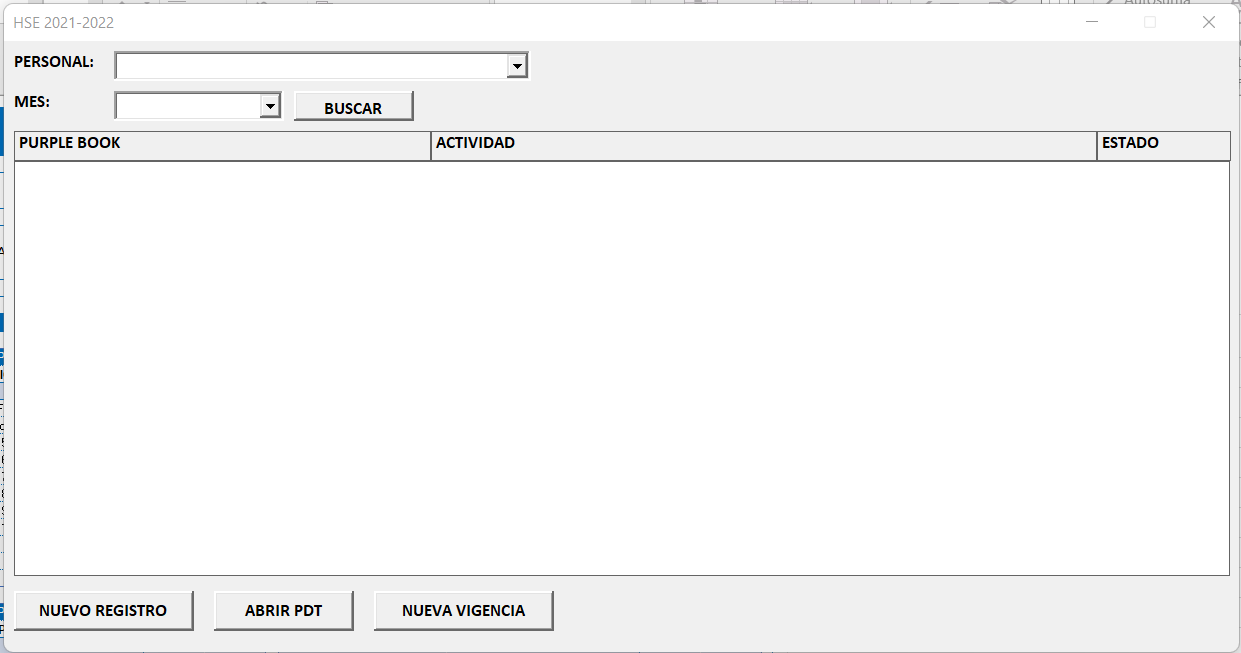 HSE 2021-2022
PERSONAL:
MES:
BUSCAR
PURPLE BOOK ACTIVIDAD ESTADO
NUEVO REGISTRO ABRIR PDT NUEVA VIGENCIA